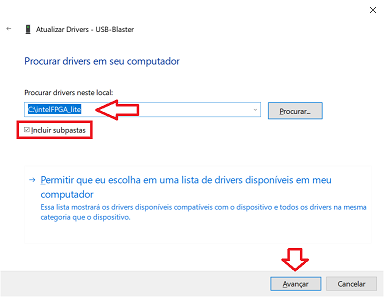 Atualizar Drivers - USB-Blaster
Procurar drivers em seu computador
Procurar drivers neste local:
C:\intelFPGA_lite
Procurar...
Incluir subpastas
Permitir que eu escolha em uma lista de drivers disponíveis em meu
computador
Essa lista mostrará os drivers disponíveis compatíveis com o dispositivo e todos os drivers na mesma
categoria que o dispositivo.
Avançar
Cancelar